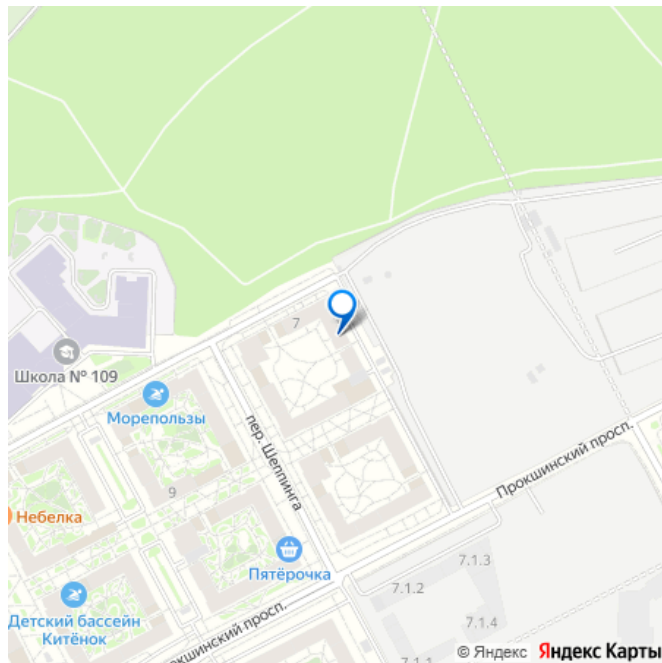 7
Школа № 109
Морепользы
пер. Шеппинга
Прокшинский просп.
9
Небелка
Пятёрочка
7.1.3
7.1.2
Детский бассейн
Китёнок
7.1.4
Прокшинский просп.
7.1.1
© Яндекс Яндекс Карты